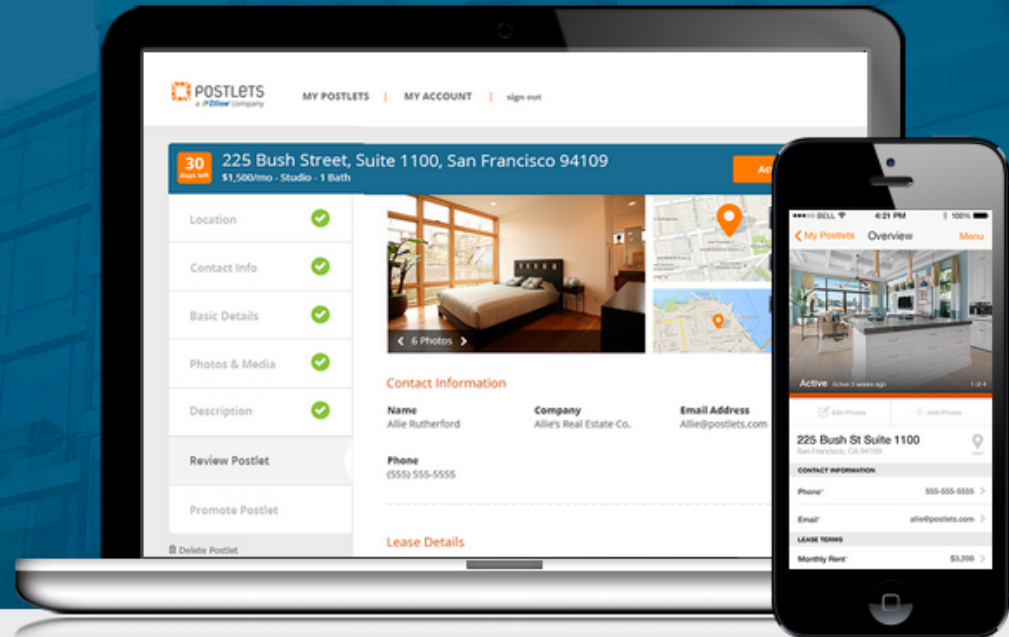 POSTLETS
a Zillow company
MY POSTLETS | MY ACCOUNT | sign out
30
days left
225 Bush Street, Suite 1100, San Francisco 94109
$1,500/mo - Studio - 1 Bath
Location
Contact Info
Basic Details
Photos & Media
Description
Review Postlet
Promote Postlet
Delete Postlet
6 Photos
Contact Information
Name
Allie Rutherford
Company
Allie's Real Estate Co.
Email Address
Allie@postlets.com
Phone
(555) 555-5555
Lease Details
BELL 4:21 PM 100%
My Postlets Overview Menu
Active Active 3 weeks ago 1 of 4
Edit Photos Add Photos
225 Bush St Suite 1100
San Francisco, CA 94109
CONTACT INFORMATION
Phone* 555-555-5555
Email* allie@postlets.com
LEASE TERMS
Monthly Rent* $3,200